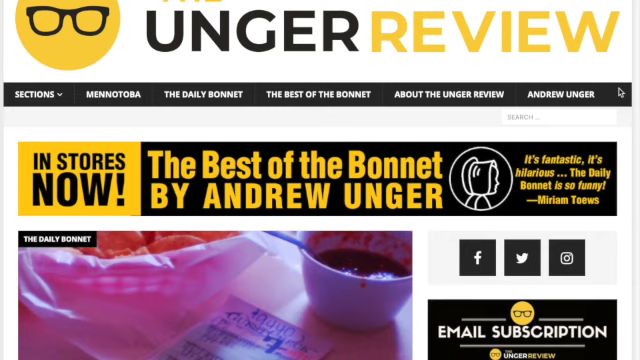 THE
UNGER REVIEW
SECTIONS MENNOTOBA THE DAILY BONNET THE BEST OF THE BONNET ABOUT THE UNGER REVIEW ANDREW UNGER
SEARCH ...
IN STORES
NOW!
The Best of the Bonnet
BY ANDREW UNGER
It's fantastic, it's
hilarious ... The Daily
Bonnet is so funny!
—Miriam Toews
THE DAILY BONNET
EMAIL SUBSCRIPTION
THE
UNGER REVIEW